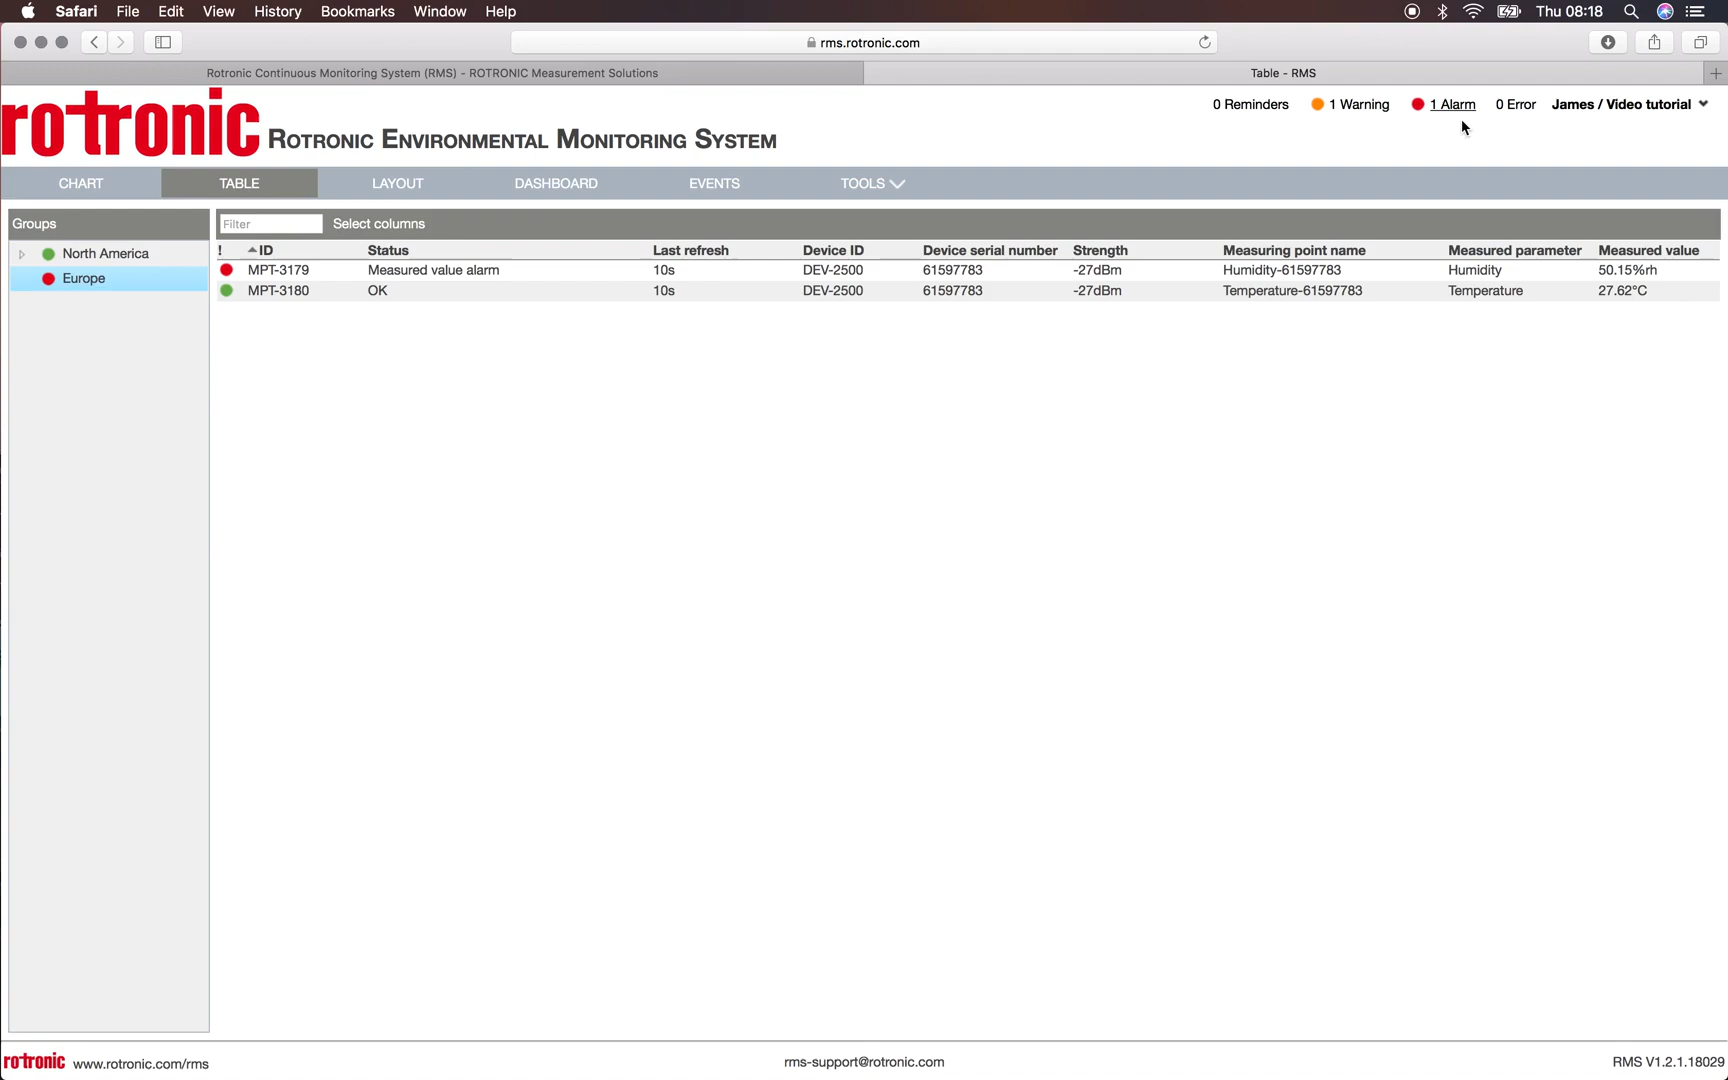 Safari File Edit View History Bookmarks Window Help Thu 08:18
rms.rotronic.com
Rotronic Continuous Monitoring System (RMS) - ROTRONIC Measurement Solutions Table - RMS
0 Reminders 1 Warning 1 Alarm 0 Error James / Video tutorial
rotronic ROTRONIC ENVIRONMENTAL MONITORING SYSTEM
CHART TABLE LAYOUT DASHBOARD EVENTS TOOLS
Groups
North America
Europe
Filter Select columns
! ID Status Last refresh Device ID Device serial number Strength Measuring point name Measured parameter Measured value
MPT-3179 Measured value alarm 10s DEV-2500 61597783 -27dBm Humidity-61597783 Humidity 50.15%rh
MPT-3180 OK 10s DEV-2500 61597783 -27dBm Temperature-61597783 Temperature 27.62°C
rotronic www.rotronic.com/rms rms-support@rotronic.com RMS V1.2.1.18029